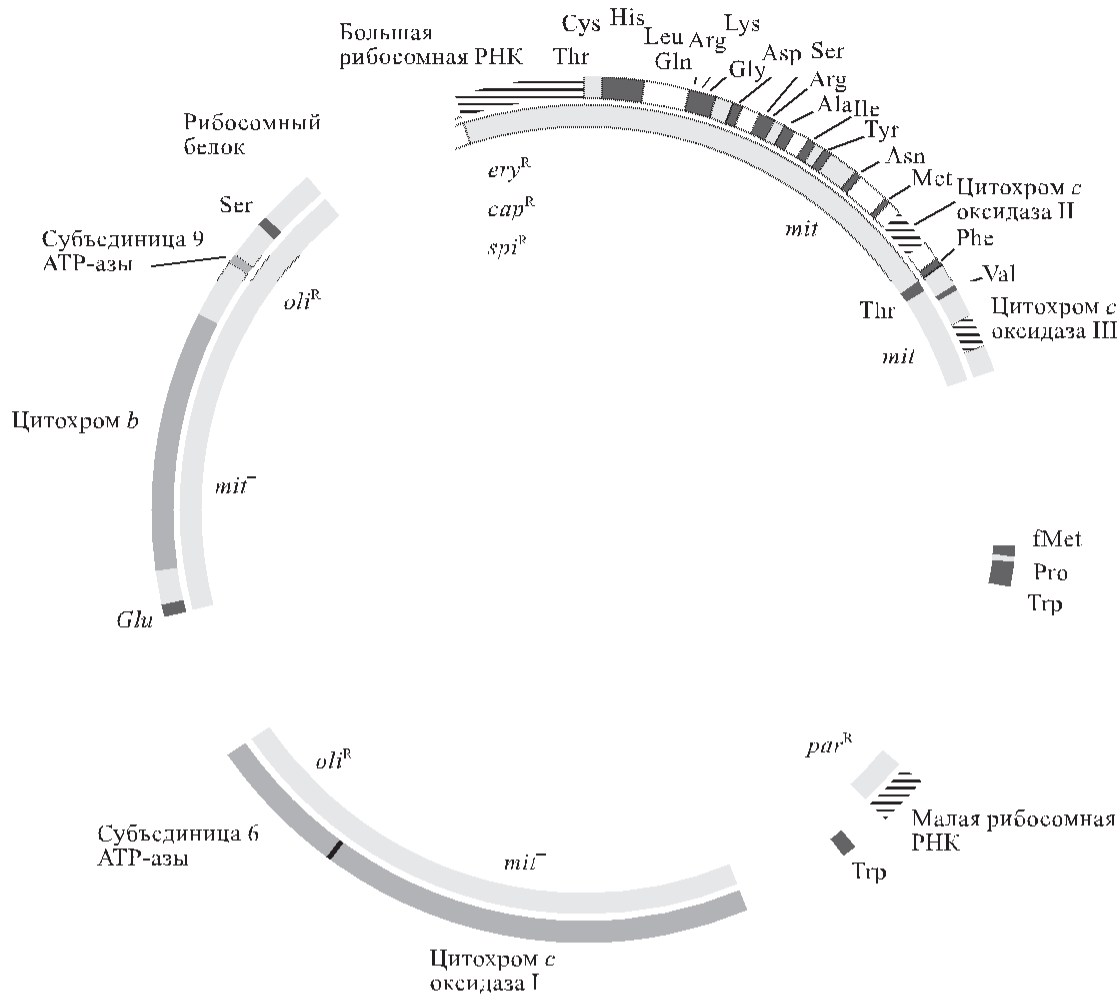 Большая
рибосомная РНК
Cys
His
Leu
Arg
Lys
Thr
Gln
Gly
Asp
Ser
Arg
Ala
Ile
Tyr
Asn
Met
Цитохром c
оксидаза II
Phe
Val
Цитохром c
оксидаза III
Рибосомный
белок
Ser
Субъединица 9
АТР-азы
eryR
capR
spiR
mit
oliR
Thr
mit
Цитохром b
mit−
Glu
fMet
Pro
Trp
parR
Малая рибосомная
РНК
Trp
oliR
Субъединица 6
АТР-азы
mit−
Цитохром c
оксидаза I